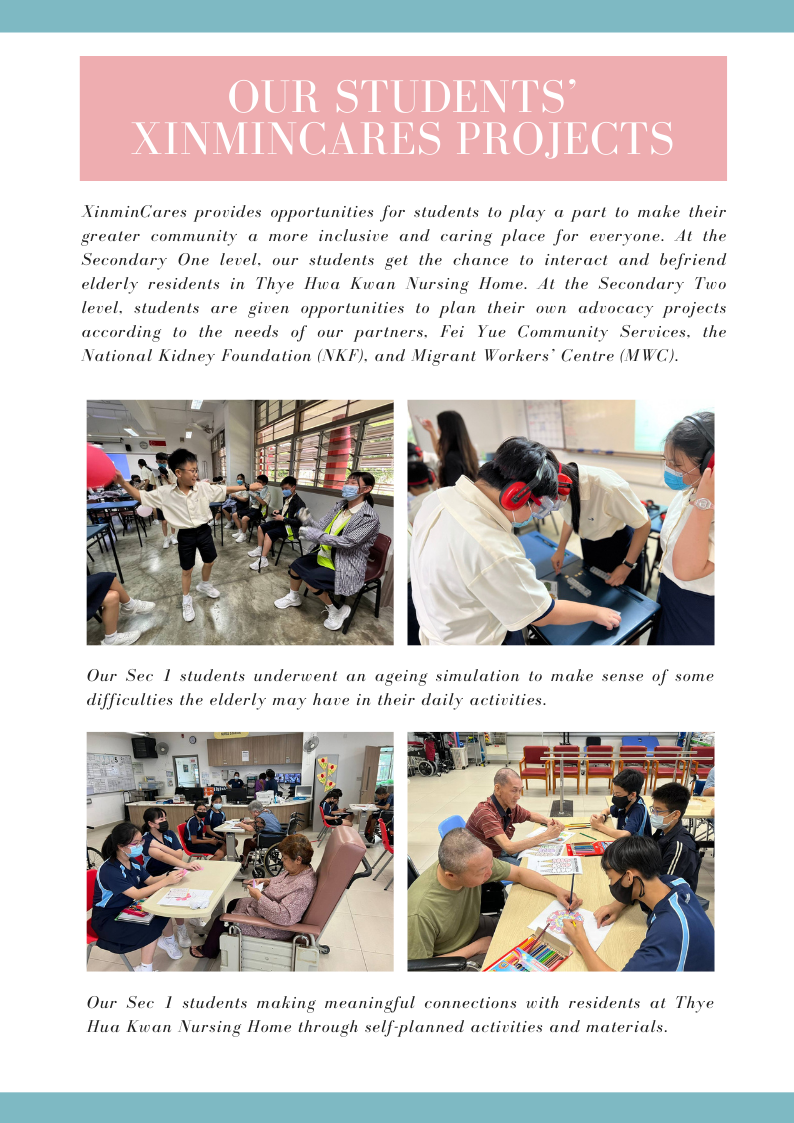 OUR STUDENTS'
XINMINCARES PROJECTS
XinminCares provides opportunities for students to play a part to make their
greater community a more inclusive and caring place for everyone. At the
Secondary One level, our students get the chance to interact and befriend
elderly residents in Thye Hwa Kwan Nursing Home. At the Secondary Two
level, students are given opportunities to plan their own advocacy projects
according to the needs of our partners, Fei Yue Community Services, the
National Kidney Foundation (NKF), and Migrant Workers' Centre (MWC).
Our Sec 1 students underwent an ageing simulation to make sense of some
difficulties the elderly may have in their daily activities.
Our Sec 1 students making meaningful connections with residents at Thye
Hua Kwan Nursing Home through self-planned activities and materials.